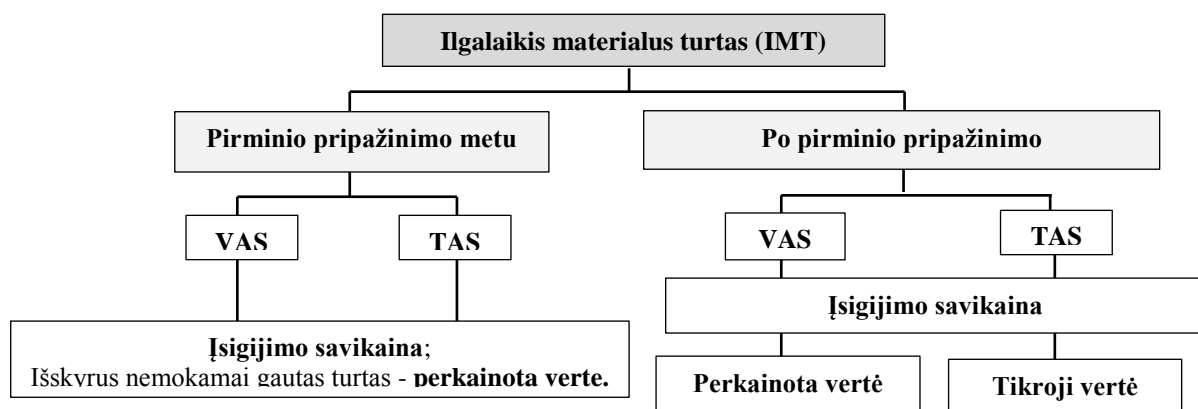 Ilgalaikis materialus turtas (IMT)
Pirminio pripažinimo metu
Po pirminio pripažinimo
VAS
TAS
VAS
TAS
Įsigijimo savikaina;
Išskyrus nemokamai gautas turtas - perkainota verte.
Įsigijimo savikaina
Perkainota vertė
Tikroji vertė